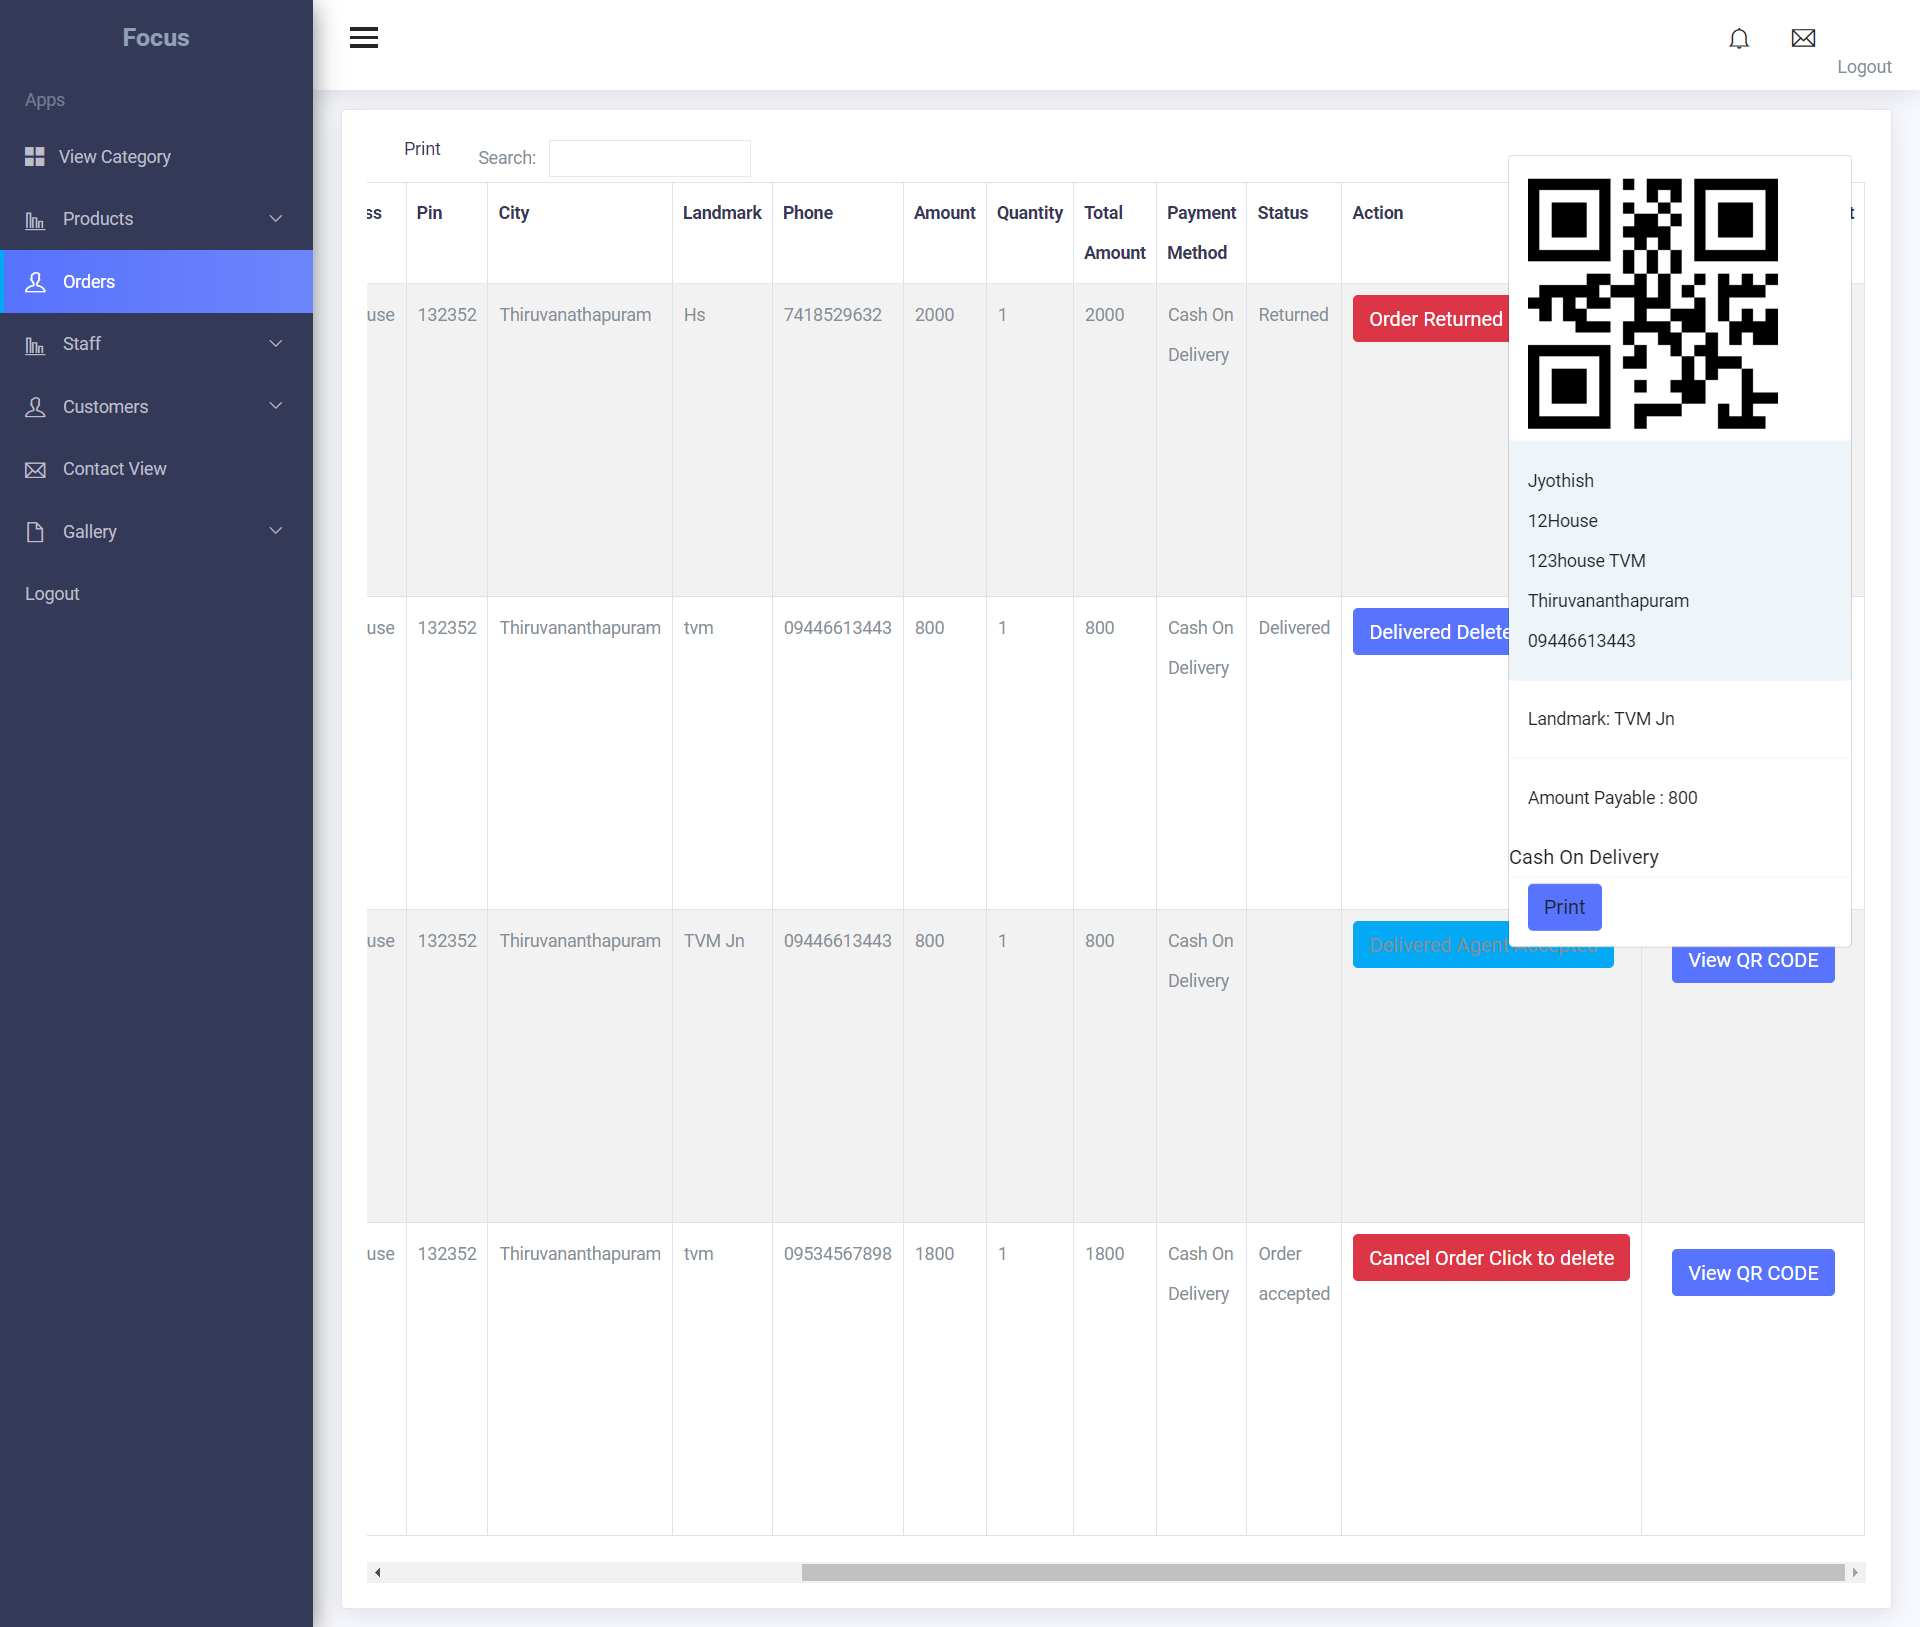 Focus
Apps
View Category
Products
Orders
Staff
Customers
Contact View
Gallery
Logout
Logout
Print
Search:
ss Pin City Landmark Phone Amount Quantity Total Amount Payment Method Status Action t
use 132352 Thiruvanathapuram Hs 7418529632 2000 1 2000 Cash On Delivery Returned Order Returned
use 132352 Thiruvananthapuram tvm 09446613443 800 1 800 Cash On Delivery Delivered Delivered Delete
use 132352 Thiruvananthapuram TVM Jn 09446613443 800 1 800 Cash On Delivery Delivered Agent Accepted View QR CODE
use 132352 Thiruvananthapuram tvm 09534567898 1800 1 1800 Cash On Delivery Order accepted Cancel Order Click to delete View QR CODE
Jyothish
12House
123house TVM
Thiruvananthapuram
09446613443
Landmark: TVM Jn
Amount Payable : 800
Cash On Delivery
Print